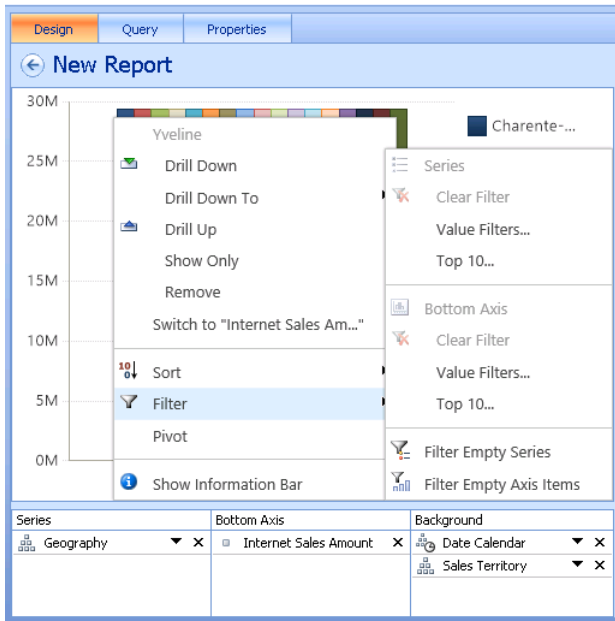 Design Query Properties
New Report
30M
25M
20M
15M
10M
5M
0M
Charente-...
Yveline
Drill Down
Drill Down To
Drill Up
Show Only
Remove
Switch to "Internet Sales Am..."
Sort
Filter
Pivot
Show Information Bar
Series
Clear Filter
Value Filters...
Top 10...
Bottom Axis
Clear Filter
Value Filters...
Top 10...
Filter Empty Series
Filter Empty Axis Items
Series
Geography
Bottom Axis
Internet Sales Amount
Background
Date Calendar
Sales Territory